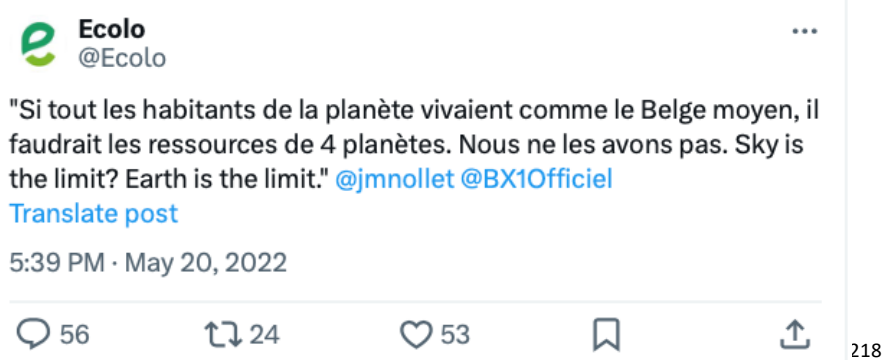 Ecolo
@Ecolo
"Si tout les habitants de la planète vivaient comme le Belge moyen, il
faudrait les ressources de 4 planètes. Nous ne les avons pas. Sky is
the limit? Earth is the limit." @jmnollet @BX1Officiel
Translate post
5:39 PM · May 20, 2022
56 24 53
218